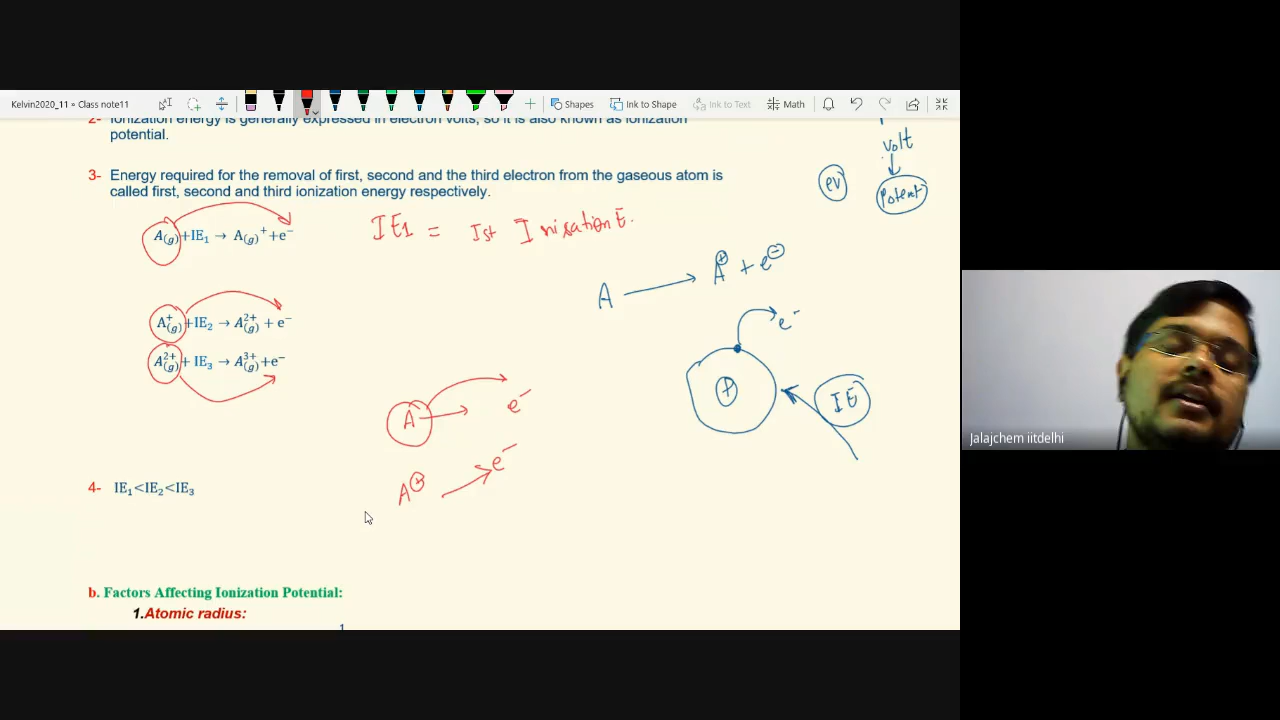 Kelvin2020_11 » Class note11
Shapes
Ink to Shape
Ink to Text
Math
2- Ionization energy is generally expressed in electron volts, so it is also known as ionization
potential.
volt
eV
Potent
3- Energy required for the removal of first, second and the third electron from the gaseous atom is
called first, second and third ionization energy respectively.
A(g)+IE₁ → A(g)⁺+e⁻
IE1 = Ist Inisation E.
A → A⊕ + e⊖
A⁺(g)+IE₂ → A²⁺(g) + e⁻
e⁻
A²⁺(g)+ IE₃ → A³⁺(g)+e⁻
+
IE
A → e⁻
A⊕ → e⁻
4- IE₁<IE₂<IE₃
Jalajchem iitdelhi
b. Factors Affecting Ionization Potential:
1.Atomic radius:
1